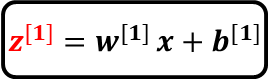 z^[1] = w^[1] x + b^[1]